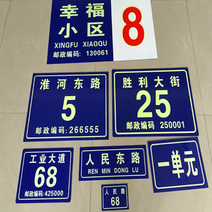 幸福
小区
XINGFU XIAOQU
邮政编码：130061
8
淮河东路
5
邮政编码：266555
胜利大街
25
邮政编码：250001
工业大道
68
邮政编码：425000
人民东路
REN MIN DONG LU
一单元
人民路
68